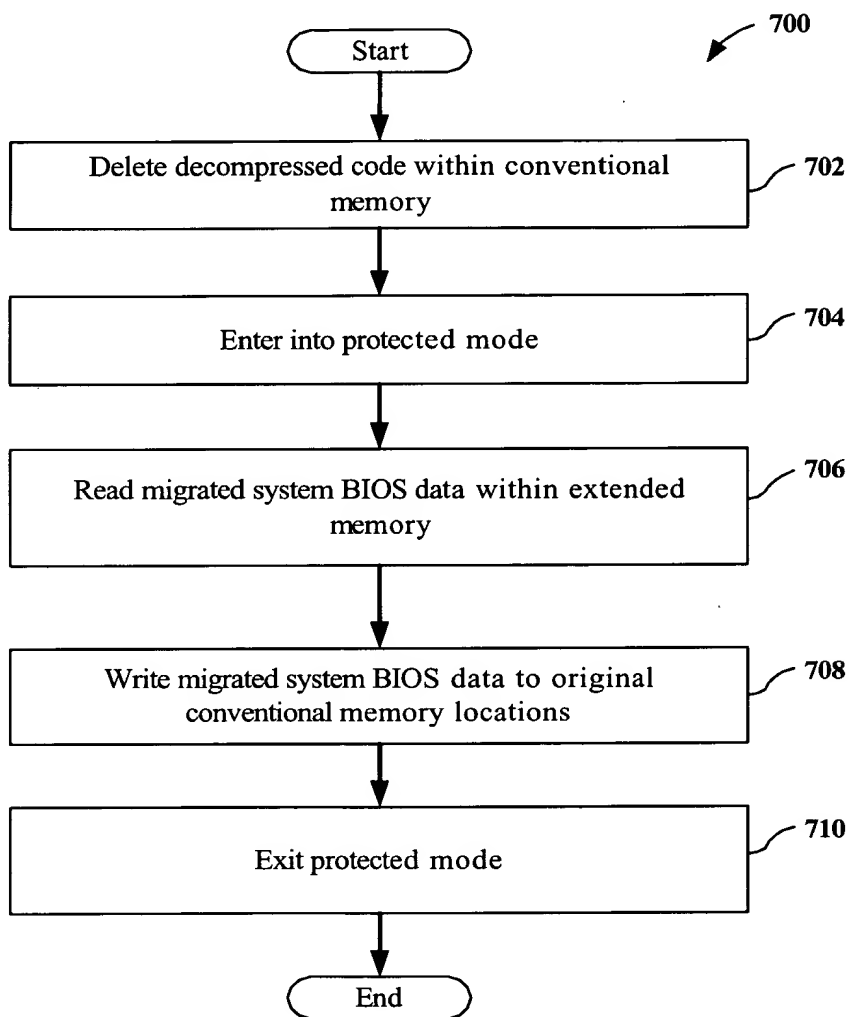 700
Start
Delete decompressed code within conventional
memory
702
Enter into protected mode
704
Read migrated system BIOS data within extended
memory
706
Write migrated system BIOS data to original
conventional memory locations
708
Exit protected mode
710
End